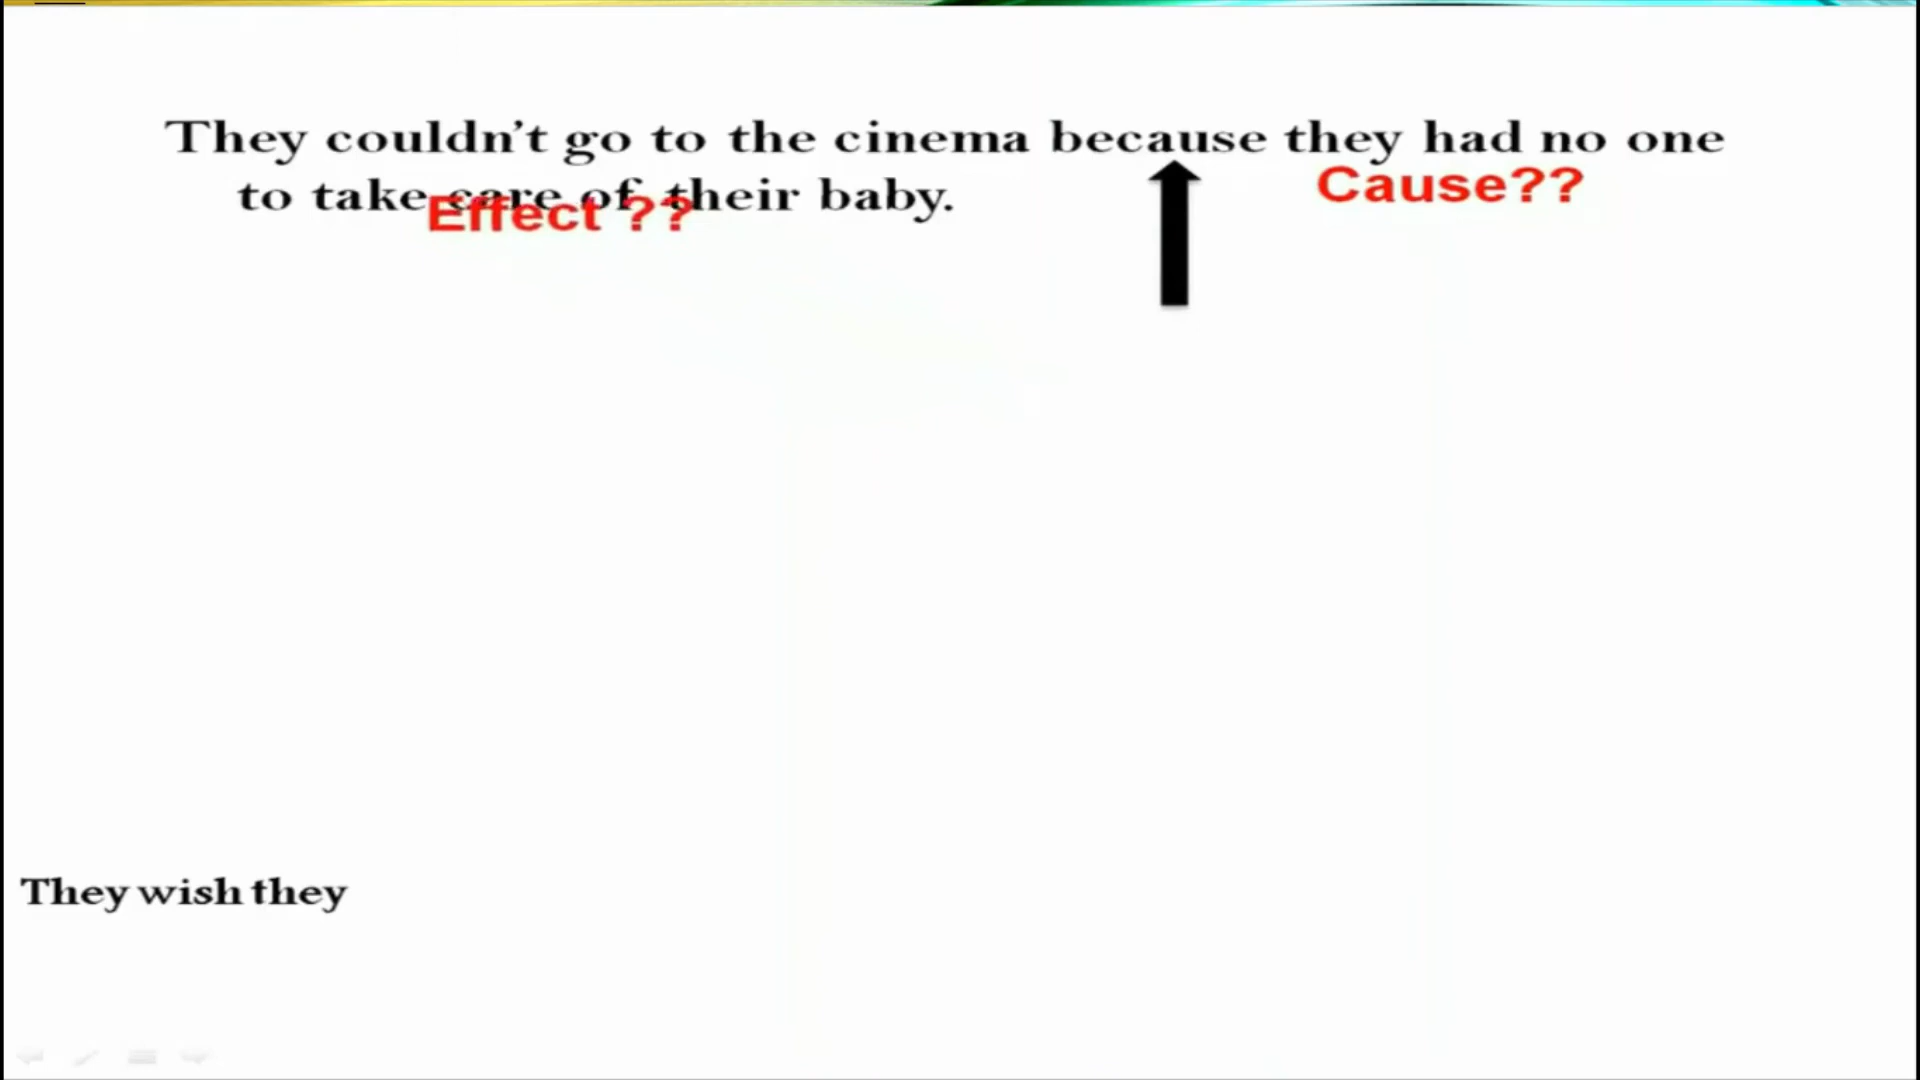 They couldn't go to the cinema because they had no one
Cause??
to take care of their baby.
Effect ??
They wish they